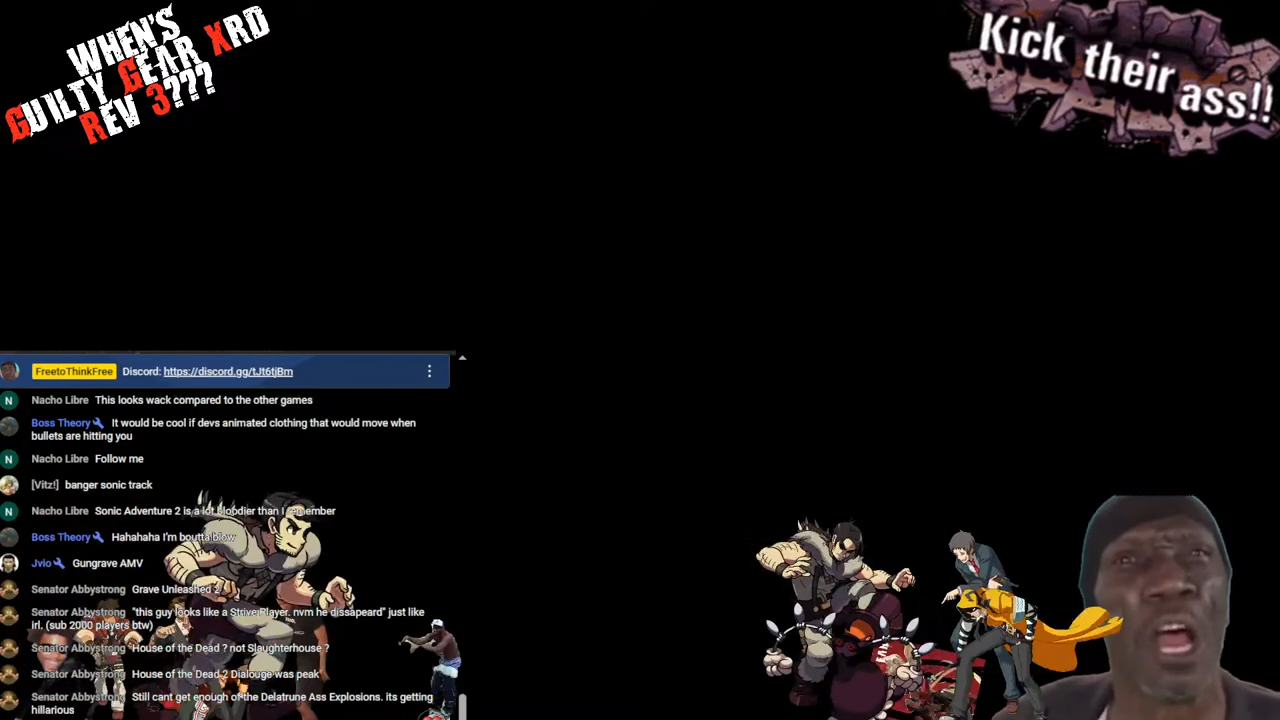 WHEN'S
GUILTY GEAR XRD
REV 3???
Kick their ass!!
FreetoThinkFree Discord: https://discord.gg/tJt6tjBm
N Nacho Libre This looks wack compared to the other games
Boss Theory It would be cool if devs animated clothing that would move when
bullets are hitting you
N Nacho Libre Follow me
[Vitz!] banger sonic track
N Nacho Libre Sonic Adventure 2 is a lot bloodier than I remember
Boss Theory Hahahaha I'm boutta blow
Jvio Gungrave AMV
Senator Abbystrong Grave Unleashed 2
Senator Abbystrong "this guy looks like a Strive Player. nvm he dissapeard" just like
irl. (sub 2000 players btw)
Senator Abbystrong House of the Dead ? not Slaughterhouse ?
Senator Abbystrong House of the Dead 2 Dialouge was peak
Senator Abbystrong Still cant get enough of the Delatrune Ass Explosions. its getting
hillarious